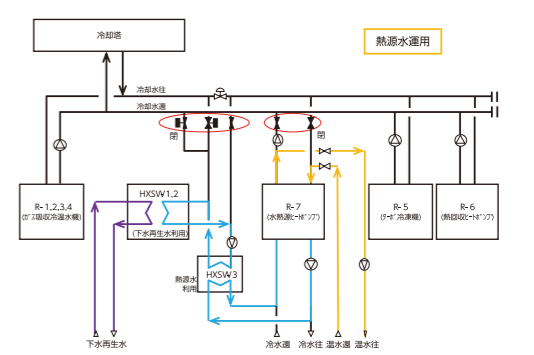 冷却塔
熱源水運用
冷却水往
冷却水還
閉
閉
R-1,2,3,4
(ガス吸収冷温水機)
HXSW-1,2
(下水再生水利用)
R-7
(水熱源ヒートポンプ)
R-5
(ターボ冷凍機)
R-6
(熱回収ヒートポンプ)
熱源水
利用
HXSW-3
下水再生水
冷水還
冷水往
温水還
温水往